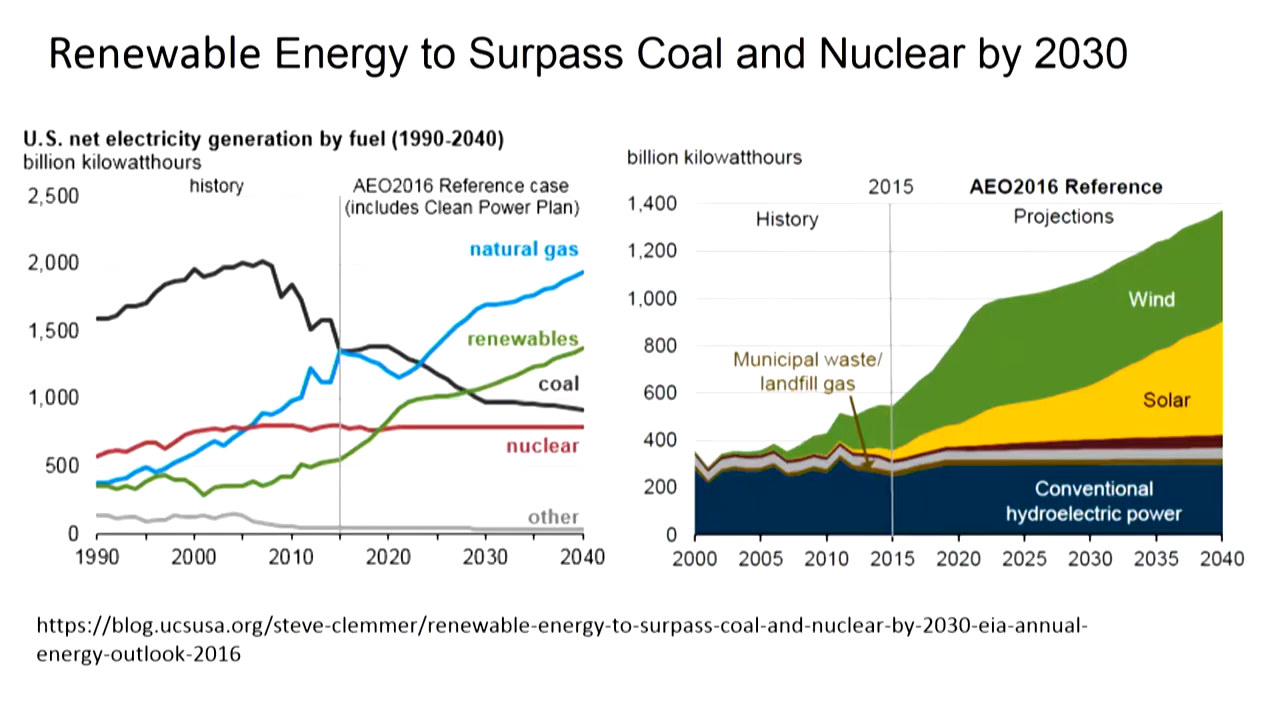 Renewable Energy to Surpass Coal and Nuclear by 2030
U.S. net electricity generation by fuel (1990-2040)
billion kilowatthours
history
AEO2016 Reference case
(includes Clean Power Plan)
2,500
2,000
1,500
1,000
500
0
natural gas
renewables
coal
nuclear
other
1990
2000
2010
2020
2030
2040
billion kilowatthours
2015
AEO2016 Reference
History
Projections
1,400
1,200
1,000
800
600
400
200
0
Wind
Municipal waste/
landfill gas
Solar
Conventional
hydroelectric power
2000
2005
2010
2015
2020
2025
2030
2035
2040
https://blog.ucsusa.org/steve-clemmer/renewable-energy-to-surpass-coal-and-nuclear-by-2030-eia-annual-
energy-outlook-2016